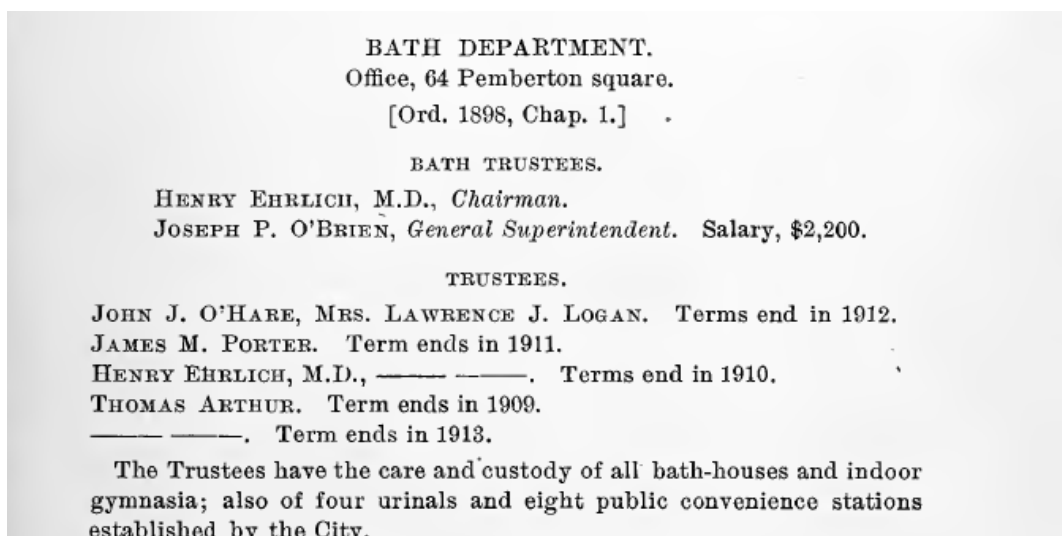 BATH DEPARTMENT.
Office, 64 Pemberton square.
[Ord. 1898, Chap. 1.]
BATH TRUSTEES.
HENRY EHRLICH, M.D., Chairman.
JOSEPH P. O'BRIEN, General Superintendent. Salary, $2,200.
TRUSTEES.
JOHN J. O'HARE, MRS. LAWRENCE J. LOGAN. Terms end in 1912.
JAMES M. PORTER. Term ends in 1911.
HENRY EHRLICH, M.D., —— ——. Terms end in 1910.
THOMAS ARTHUR. Term ends in 1909.
—— ——. Term ends in 1913.
The Trustees have the care and custody of all bath-houses and indoor
gymnasia; also of four urinals and eight public convenience stations
established by the City.